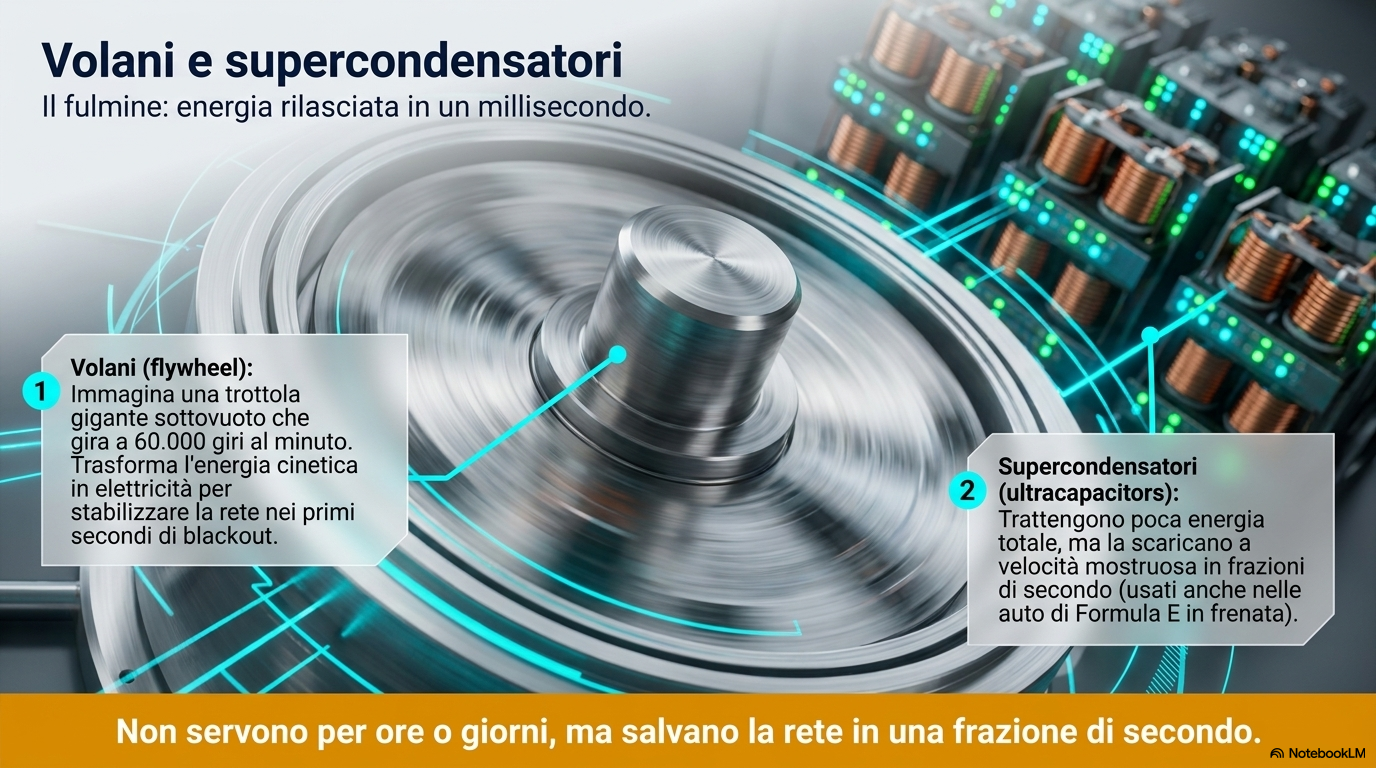 Volani e supercondensatori
Il fulmine: energia rilasciata in un millisecondo.
1
Volani (flywheel):
Immagina una trottola
gigante sottovuoto che
gira a 60.000 giri al minuto.
Trasforma l'energia cinetica
in elettricità per
stabilizzare la rete nei primi
secondi di blackout.
2
Supercondensatori
(ultracapacitors):
Trattengono poca energia
totale, ma la scaricano a
velocità mostruosa in frazioni
di secondo (usati anche nelle
auto di Formula E in frenata).
Non servono per ore o giorni, ma salvano la rete in una frazione di secondo.
NotebookLM